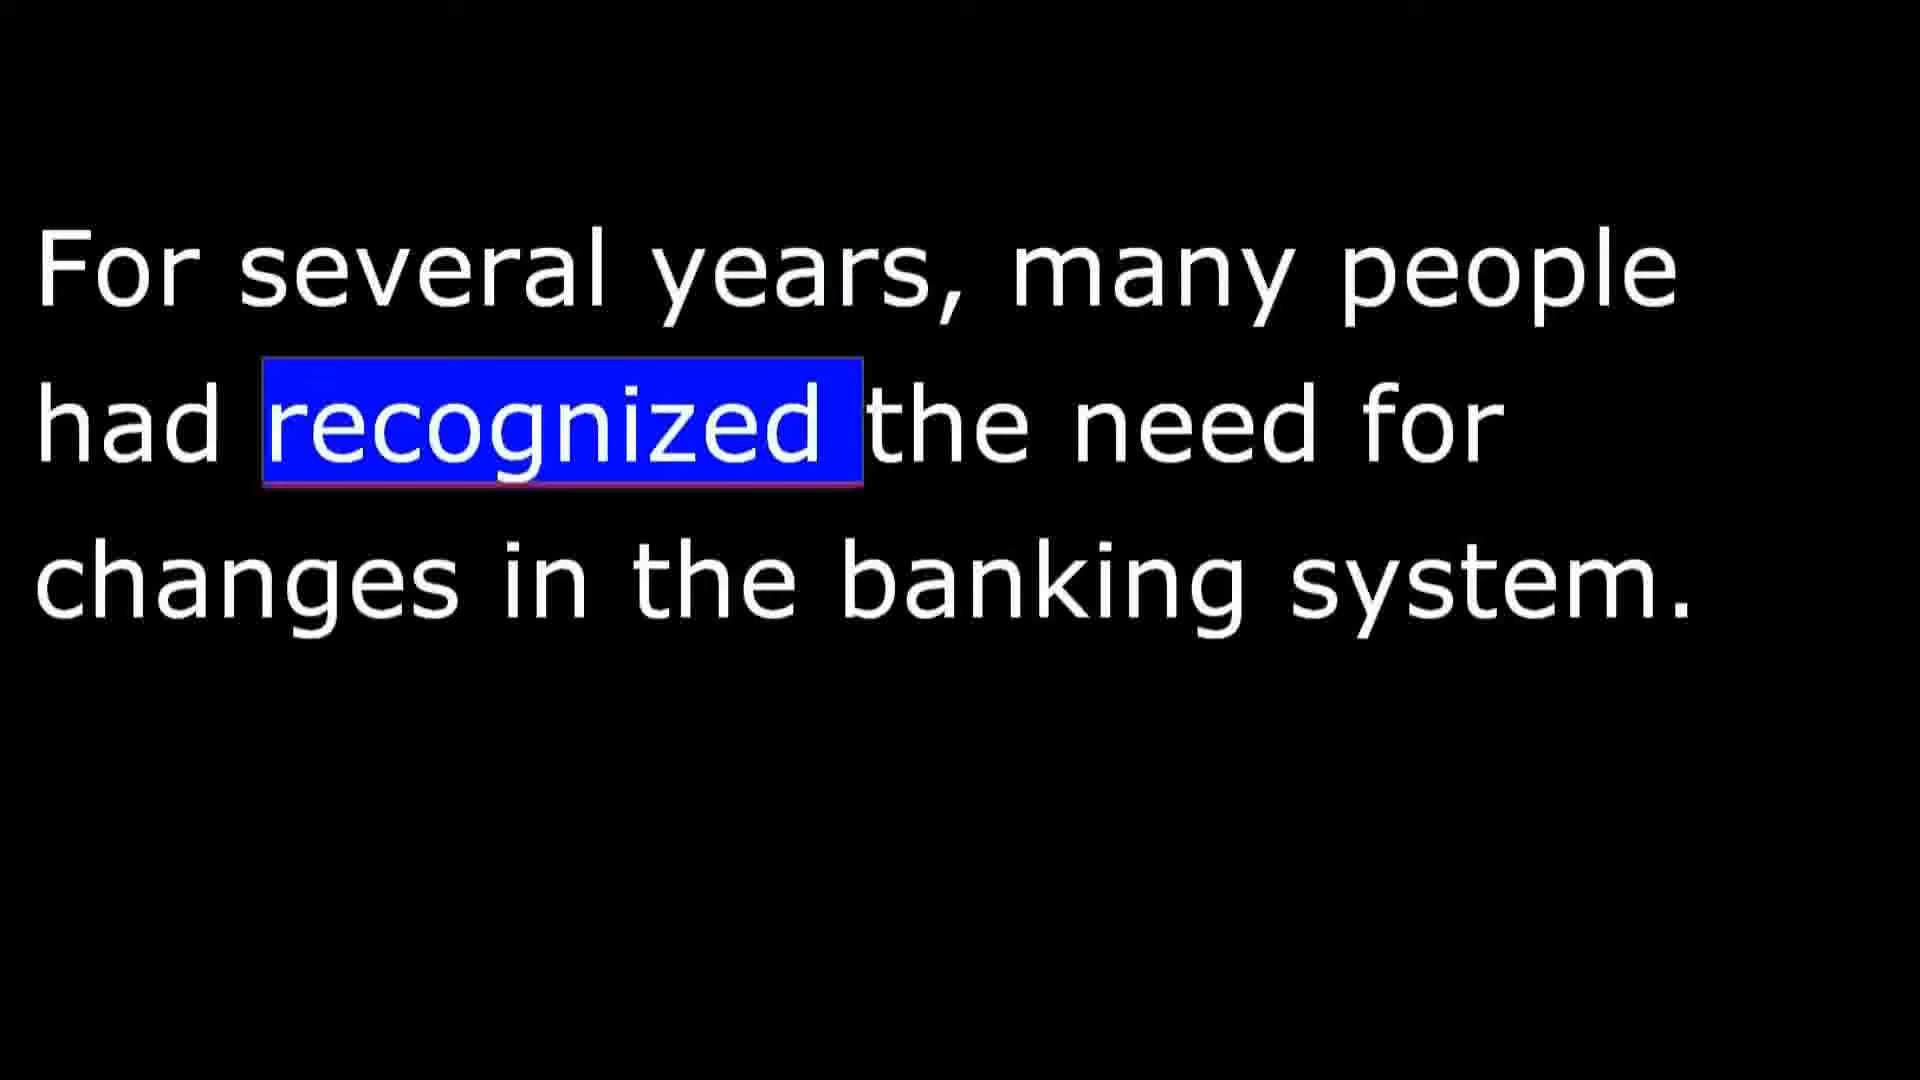 For several years, many people
had recognized the need for
changes in the banking system.